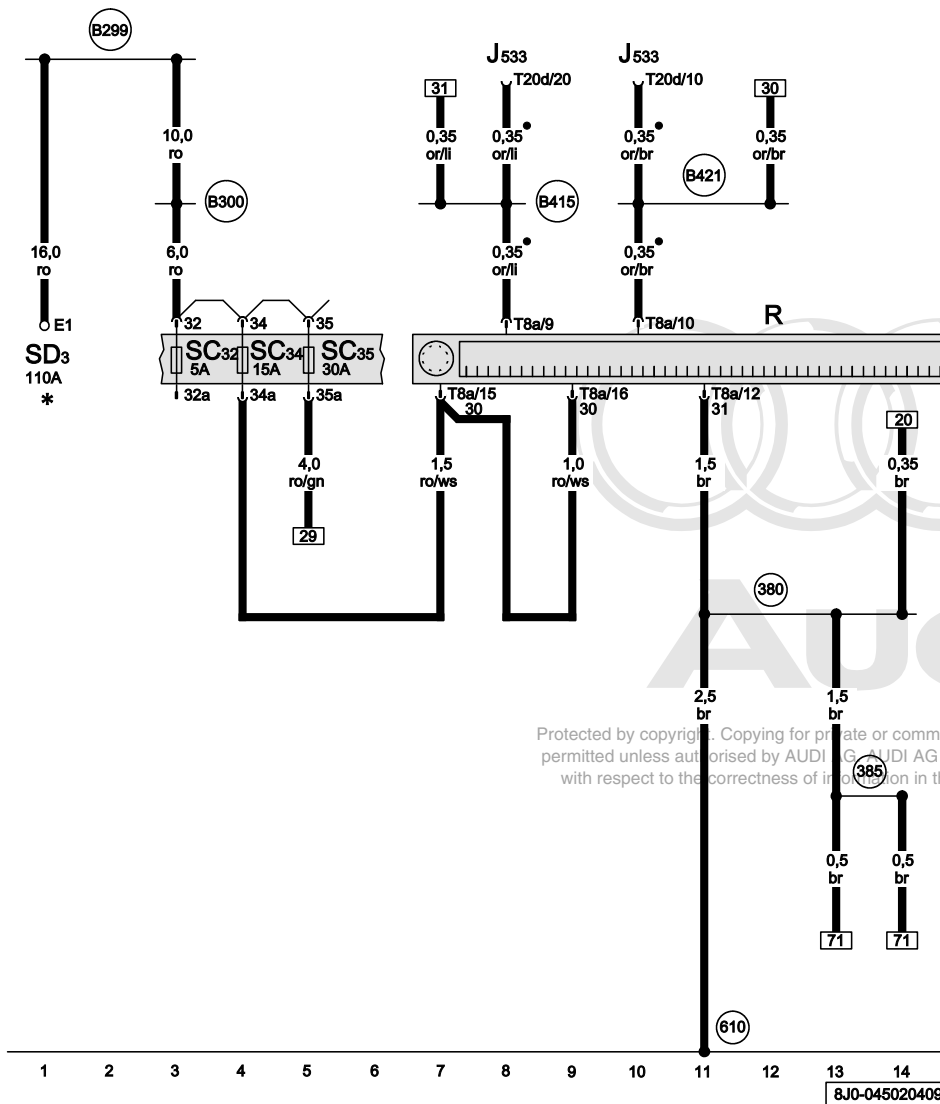 B299
J533
J533
31
T20d/20
T20d/10
30
10,0
ro
0,35
or/li
0,35
or/li
0,35
or/br
0,35
or/br
B300
B415
B421
16,0
ro
6,0
ro
0,35
or/li
0,35
or/br
E1
32
34
35
T8a/9
T8a/10
R
SD3
110A
*
SC32
5A
SC34
15A
SC35
30A
32a
34a
35a
T8a/15
30
T8a/16
30
T8a/12
31
20
4,0
ro/gn
1,5
ro/ws
1,0
ro/ws
1,5
br
0,35
br
29
380
2,5
br
1,5
br
Protected by copyright. Copying for private or comm
permitted unless authorised by AUDI AG. AUDI AG
with respect to the correctness of information in th
385
0,5
br
0,5
br
71
71
610
1 2 3 4 5 6 7 8 9 10 11 12 13 14
8J0-045020409